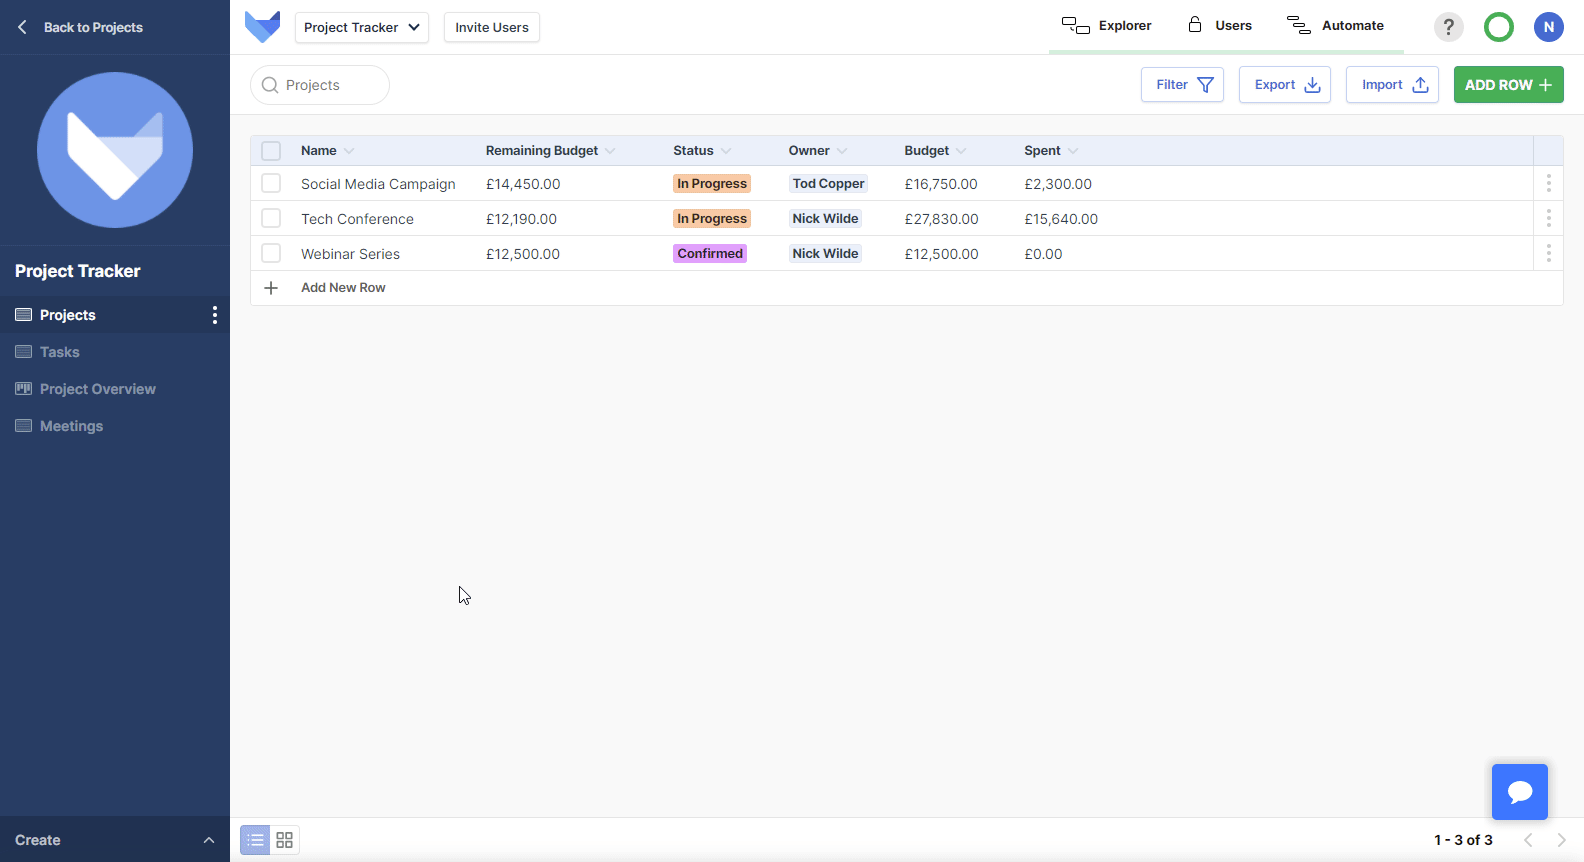 Back to Projects
Project Tracker
Invite Users
Explorer
Users
Automate
?
N
Projects
Filter
Export
Import
ADD ROW
Project Tracker
Projects
Tasks
Project Overview
Meetings
Create
Name Remaining Budget Status Owner Budget Spent
Social Media Campaign £14,450.00 In Progress Tod Copper £16,750.00 £2,300.00
Tech Conference £12,190.00 In Progress Nick Wilde £27,830.00 £15,640.00
Webinar Series £12,500.00 Confirmed Nick Wilde £12,500.00 £0.00
Add New Row
1 - 3 of 3